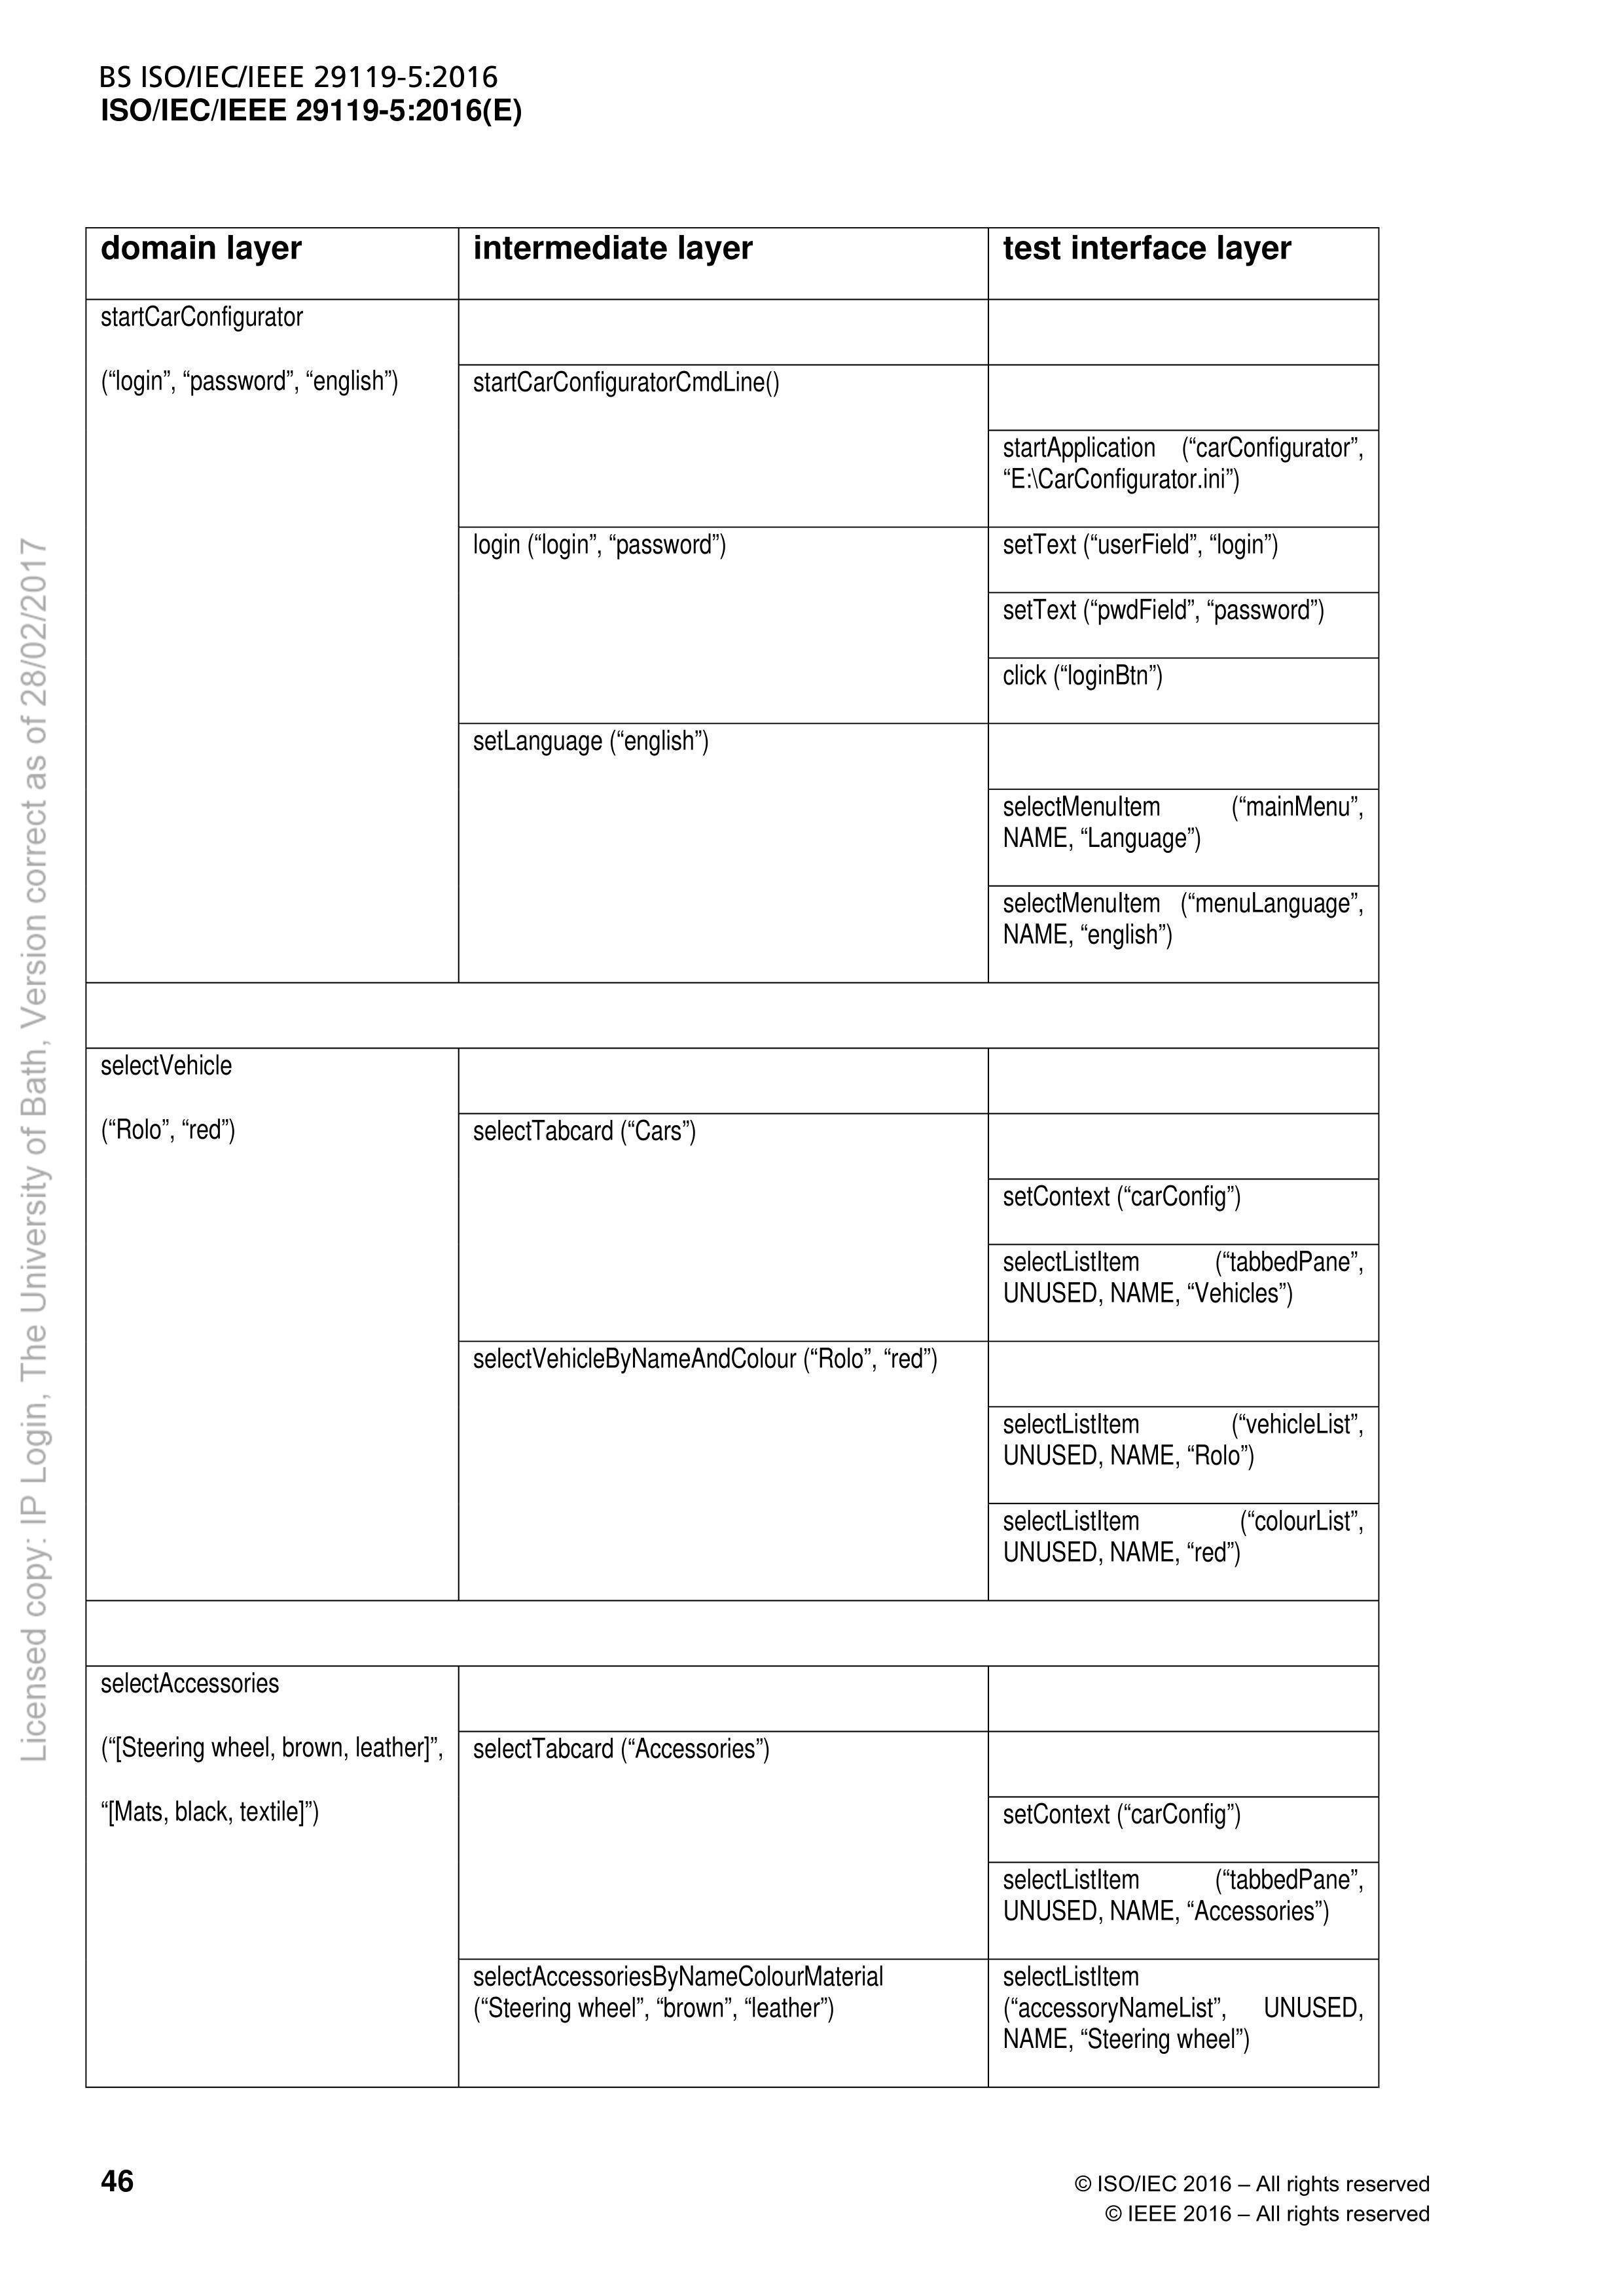 BS ISO/IEC/IEEE 29119-5:2016
ISO/IEC/IEEE 29119-5:2016(E)
domain layer
intermediate layer
test interface layer
startCarConfigurator
(“login”, “password”, “english”)
startCarConfiguratorCmdLine()
startApplication (“carConfigurator”,
“E:\CarConfigurator.ini”)
login (“login”, “password”)
setText (“userField”, “login”)
setText (“pwdField”, “password”)
click (“loginBtn”)
setLanguage (“english”)
selectMenuItem (“mainMenu”,
NAME, “Language”)
selectMenuItem (“menuLanguage”,
NAME, “english”)
selectVehicle
(“Rolo”, “red”)
selectTabcard (“Cars”)
setContext (“carConfig”)
selectListItem (“tabbedPane”,
UNUSED, NAME, “Vehicles”)
selectVehicleByNameAndColour (“Rolo”, “red”)
selectListItem (“vehicleList”,
UNUSED, NAME, “Rolo”)
selectListItem (“colourList”,
UNUSED, NAME, “red”)
selectAccessories
(“[Steering wheel, brown, leather]”,
“[Mats, black, textile]”)
selectTabcard (“Accessories”)
setContext (“carConfig”)
selectListItem (“tabbedPane”,
UNUSED, NAME, “Accessories”)
selectAccessoriesByNameColourMaterial
(“Steering wheel”, “brown”, “leather”)
selectListItem
(“accessoryNameList”, UNUSED,
NAME, “Steering wheel”)
46
© ISO/IEC 2016 – All rights reserved
© IEEE 2016 – All rights reserved
Licensed copy: IP Login, The University of Bath, Version correct as of 28/02/2017